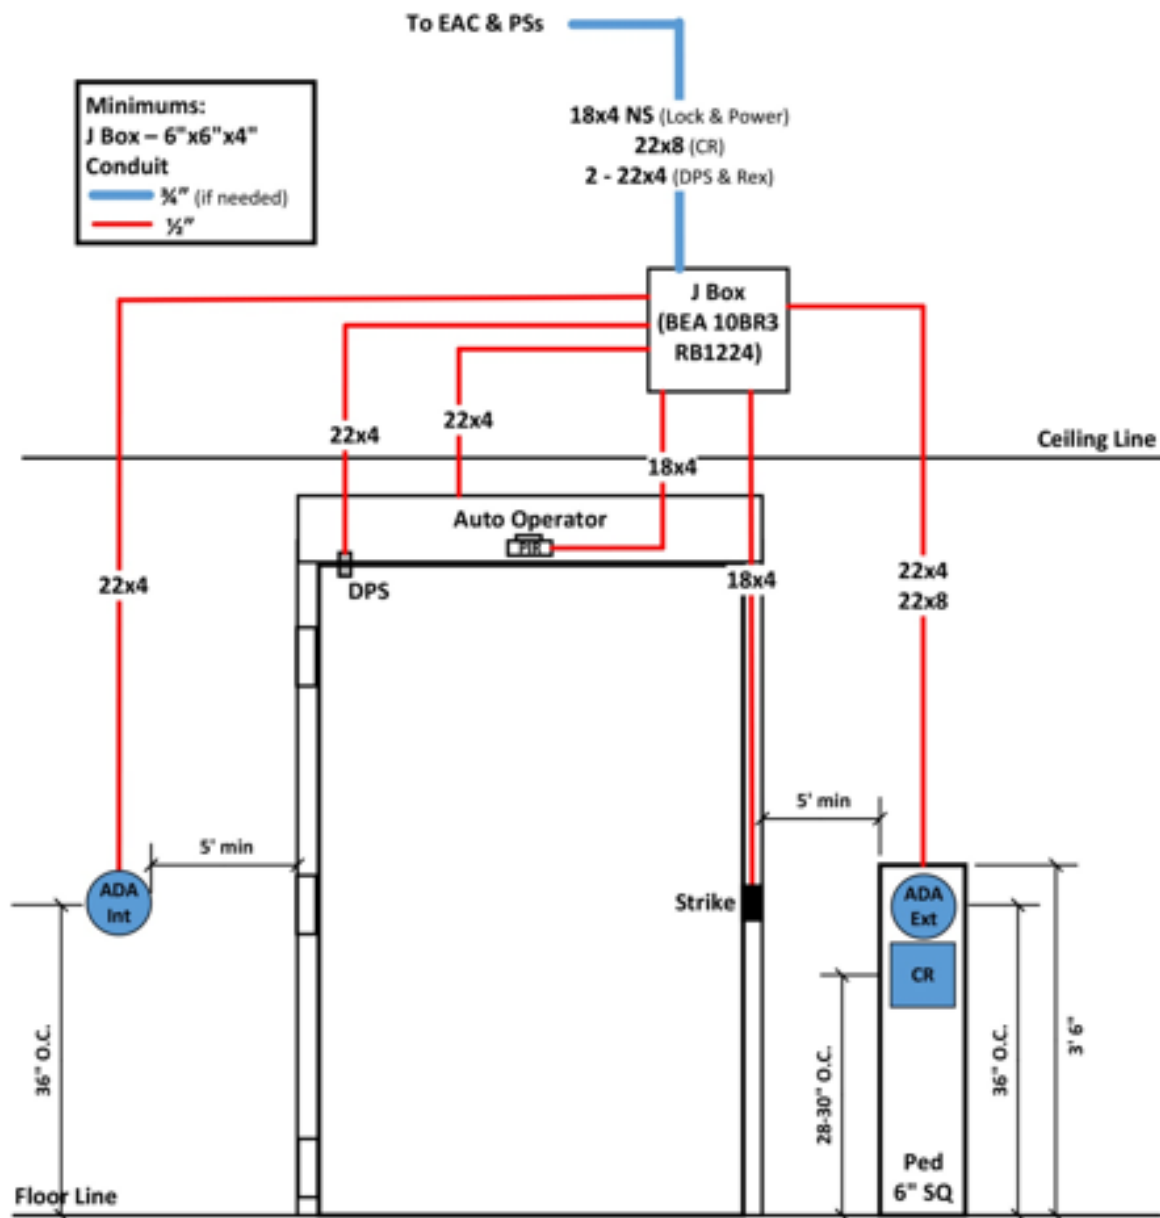 To EAC & PSs
Minimums:
J Box – 6"x6"x4"
Conduit
¾" (if needed)
½"
18x4 NS (Lock & Power)
22x8 (CR)
2 - 22x4 (DPS & Rex)
J Box
(BEA 10BR3
RB1224)
22x4
22x4
18x4
Ceiling Line
Auto Operator
PIR
DPS
22x4
18x4
22x4
22x8
5' min
5' min
ADA
Int
Strike
ADA
Ext
CR
36" O.C.
28-30" O.C.
36" O.C.
3' 6"
Ped
6" SQ
Floor Line